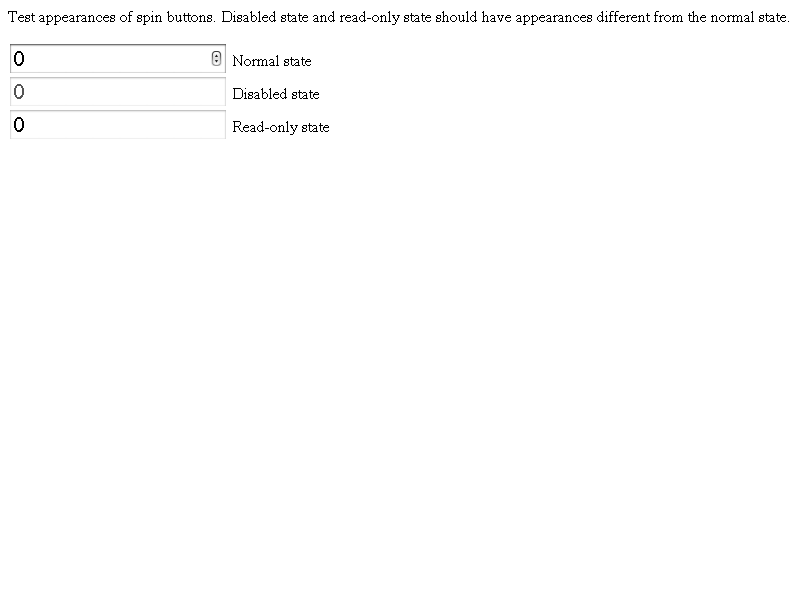 Test appearances of spin buttons. Disabled state and read-only state should have appearances different from the normal state.
0 Normal state
0 Disabled state
0 Read-only state